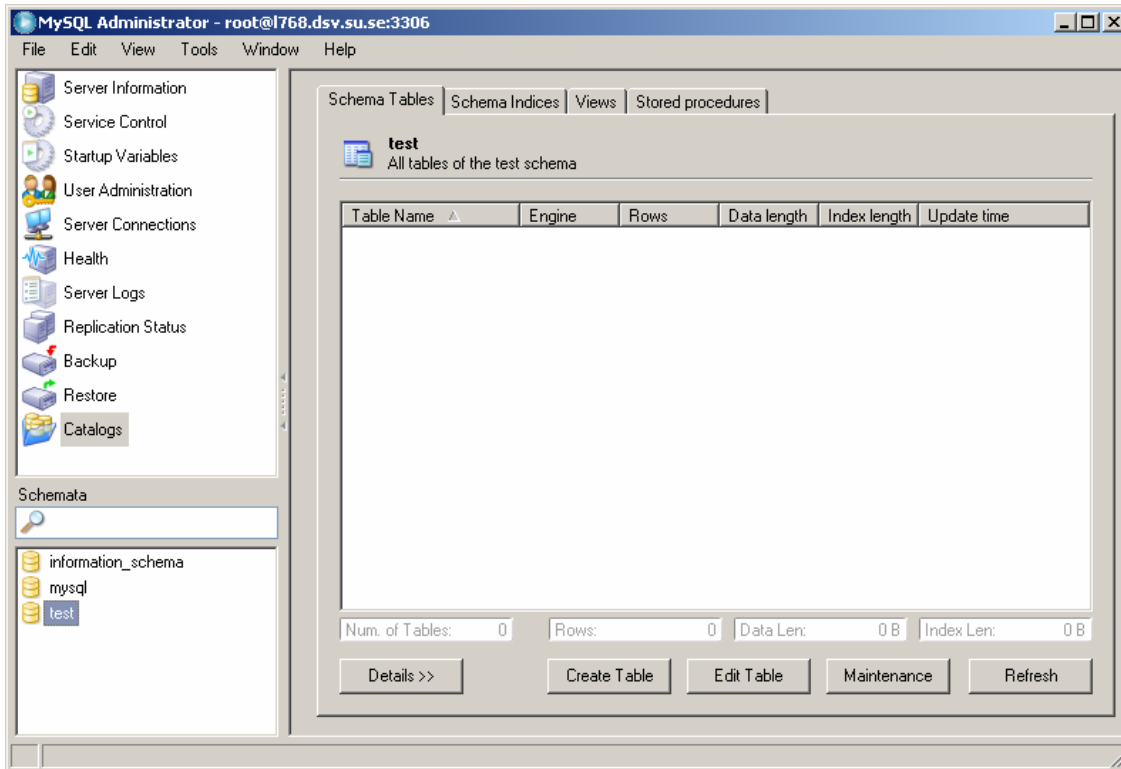 MySQL Administrator - root@l768.dsv.su.se:3306
File Edit View Tools Window Help
Server Information
Service Control
Startup Variables
User Administration
Server Connections
Health
Server Logs
Replication Status
Backup
Restore
Catalogs
Schemata
information_schema
mysql
test
Schema Tables Schema Indices Views Stored procedures
test
All tables of the test schema
Table Name Engine Rows Data length Index length Update time
Num. of Tables: 0 Rows: 0 Data Len: 0 B Index Len: 0 B
Details >> Create Table Edit Table Maintenance Refresh